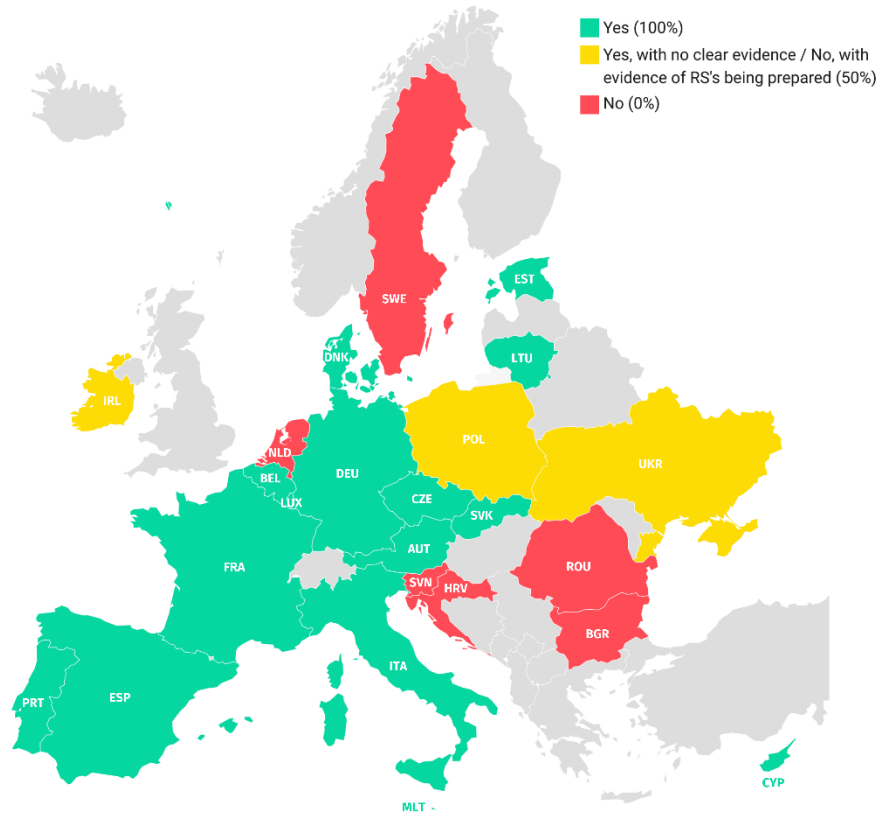 Yes (100%)
Yes, with no clear evidence / No, with
evidence of RS's being prepared (50%)
No (0%)
EST
SWE
LTU
DNK
IRL
POL
NLD
UKR
BEL
DEU
CZE
LUX
SVK
AUT
FRA
ROU
SVN
HRV
BGR
ITA
ESP
PRT
CYP
MLT